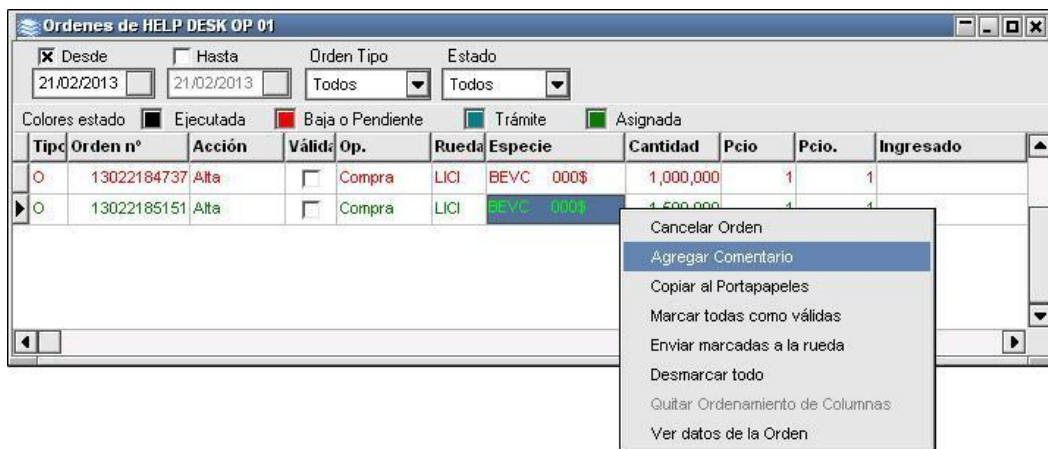 Ordenes de HELP DESK OP 01
Desde Hasta Orden Tipo Estado
21/02/2013 21/02/2013 Todos Todos
Colores estado Ejecutada Baja o Pendiente Trámite Asignada
Tipo Orden nº Acción Válida Op. Rueda Especie Cantidad Pcio Pcio. Ingresado
O 13022184737 Alta Compra LICI BEVC 000$ 1,000,000 1 1
O 13022185151 Alta Compra LICI BEVC 000$ 1,500,000 1 1
Cancelar Orden
Agregar Comentario
Copiar al Portapapeles
Marcar todas como válidas
Enviar marcadas a la rueda
Desmarcar todo
Quitar Ordenamiento de Columnas
Ver datos de la Orden